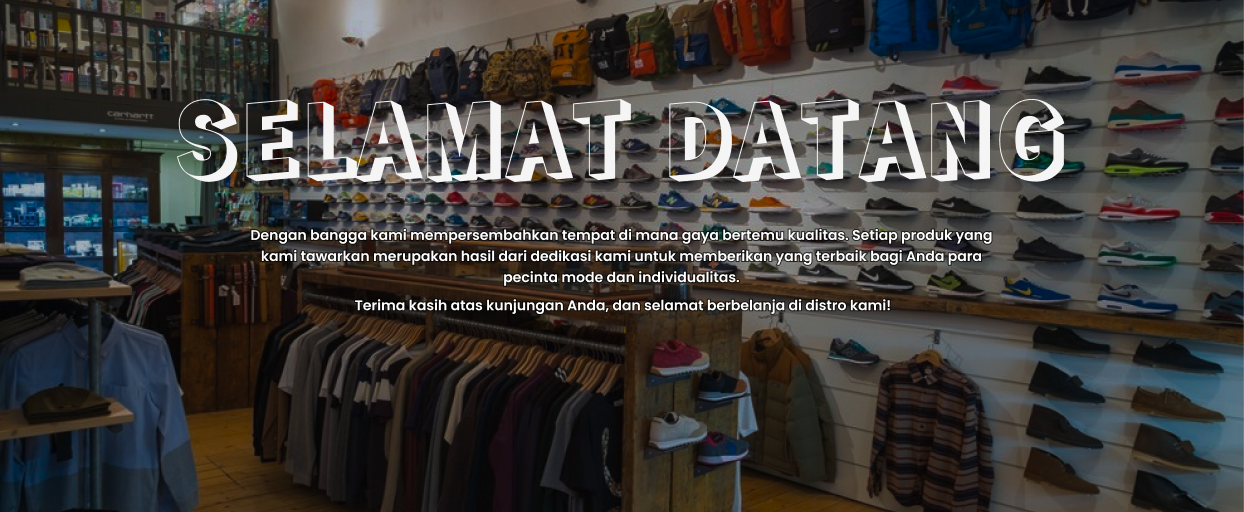 carhartt
SELAMAT DATANG
Dengan bangga kami mempersembahkan tempat di mana gaya bertemu kualitas. Setiap produk yang
kami tawarkan merupakan hasil dari dedikasi kami untuk memberikan yang terbaik bagi Anda para
pecinta mode dan individualitas.
Terima kasih atas kunjungan Anda, dan selamat berbelanja di distro kami!